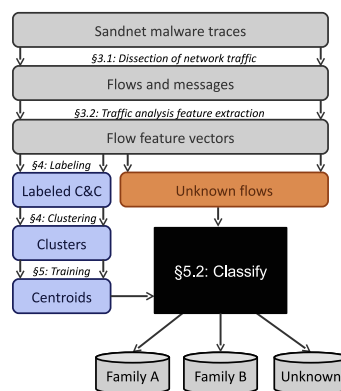 Sandnet malware traces
§3.1: Dissection of network traffic
Flows and messages
§3.2: Traffic analysis feature extraction
Flow feature vectors
§4: Labeling
Labeled C&C
Unknown flows
§4: Clustering
Clusters
§5.2: Classify
§5: Training
Centroids
Family A
Family B
Unknown